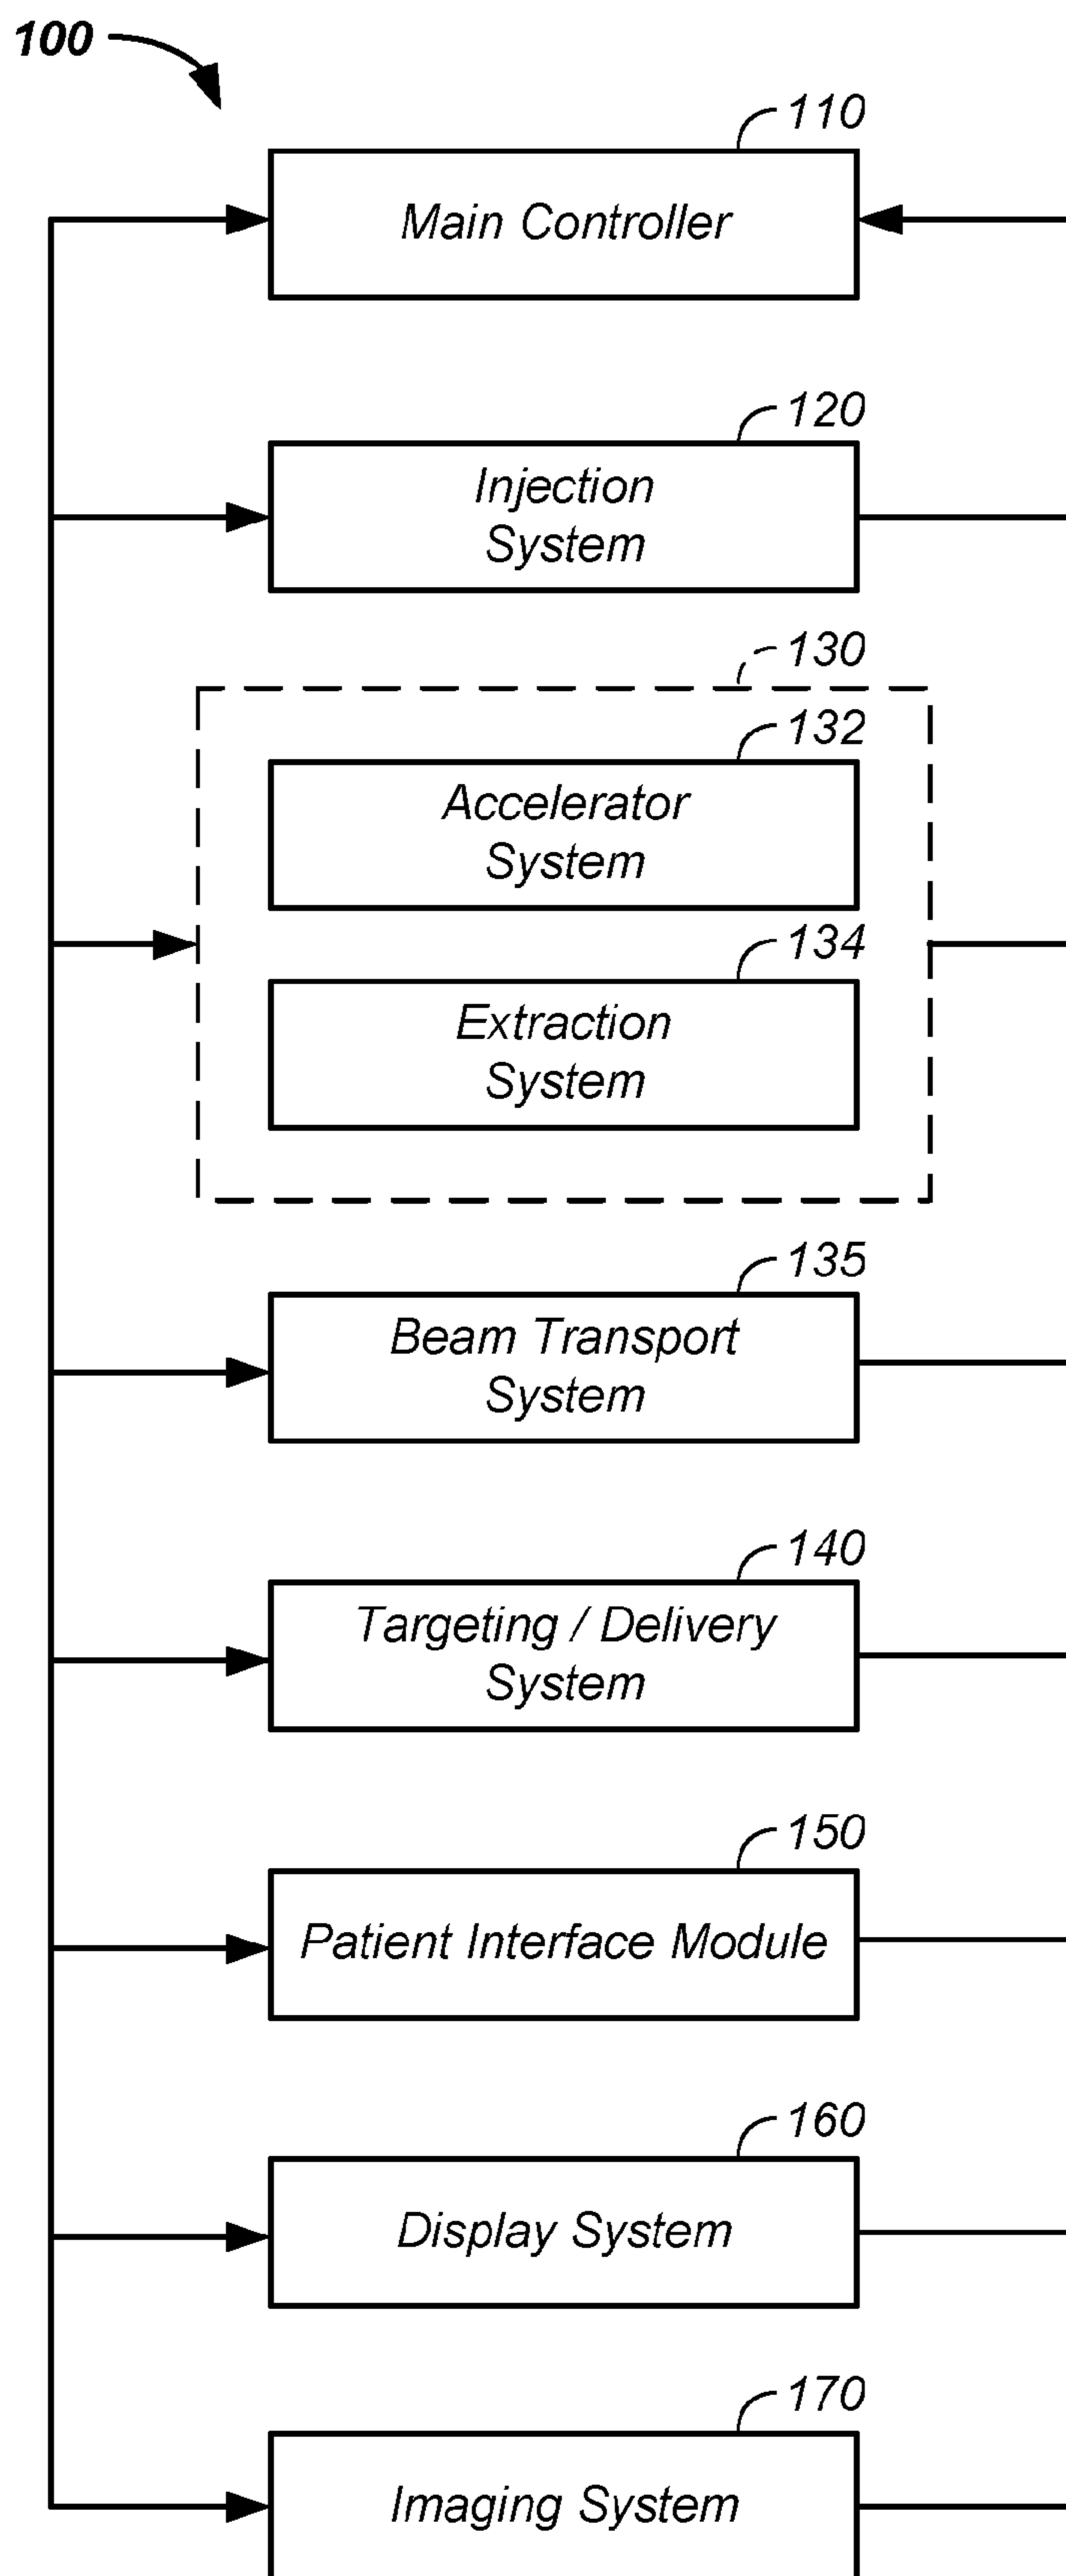 100
110
Main Controller
120
Injection
System
130
132
Accelerator
System
134
Extraction
System
135
Beam Transport
System
140
Targeting / Delivery
System
150
Patient Interface Module
160
Display System
170
Imaging System